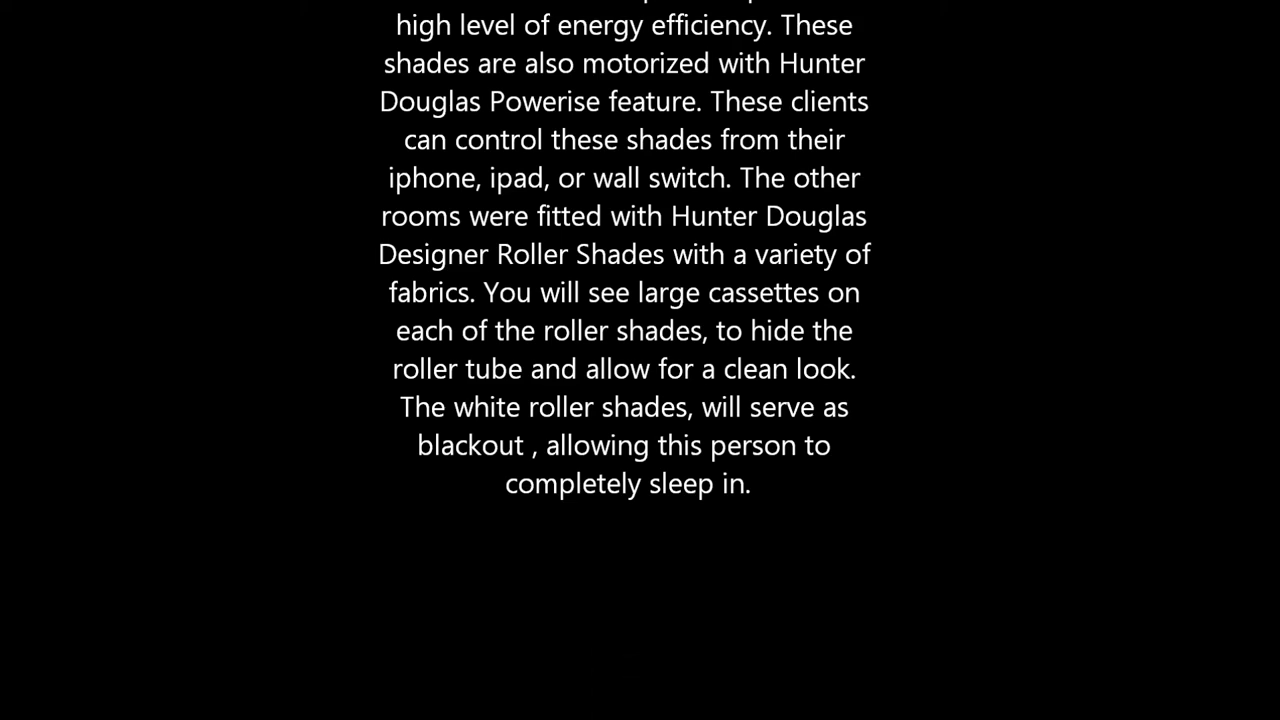 high level of energy efficiency. These
shades are also motorized with Hunter
Douglas Powerise feature. These clients
can control these shades from their
iphone, ipad, or wall switch. The other
rooms were fitted with Hunter Douglas
Designer Roller Shades with a variety of
fabrics. You will see large cassettes on
each of the roller shades, to hide the
roller tube and allow for a clean look.
The white roller shades, will serve as
blackout , allowing this person to
completely sleep in.